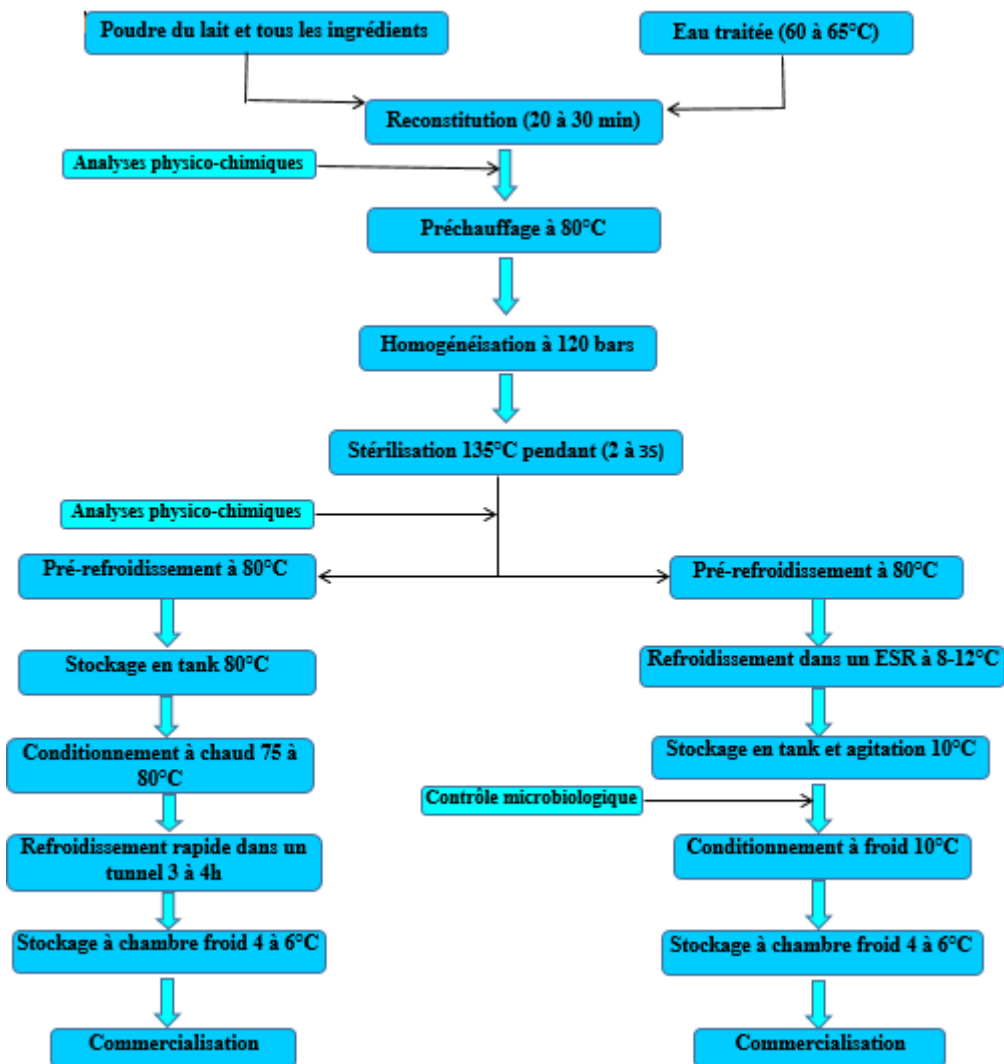 Poudre du lait et tous les ingrédients
Eau traitée (60 à 65°C)
Reconstitution (20 à 30 min)
Analyses physico-chimiques
Préchauffage à 80°C
Homogénéisation à 120 bars
Stérilisation 135°C pendant (2 à 3S)
Analyses physico-chimiques
Pré-refroidissement à 80°C
Pré-refroidissement à 80°C
Stockage en tank 80°C
Refroidissement dans un ESR à 8-12°C
Conditionnement à chaud 75 à
80°C
Stockage en tank et agitation 10°C
Contrôle microbiologique
Refroidissement rapide dans un
tunnel 3 à 4h
Conditionnement à froid 10°C
Stockage à chambre froid 4 à 6°C
Stockage à chambre froid 4 à 6°C
Commercialisation
Commercialisation